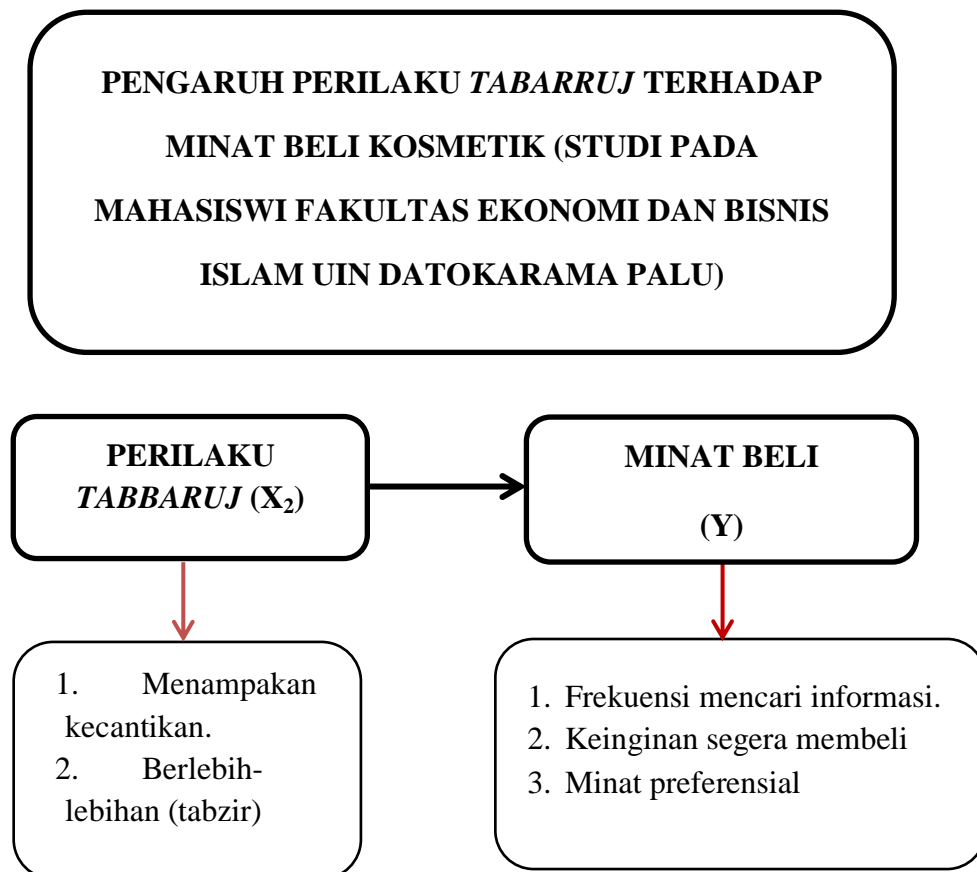 PENGARUH PERILAKU TABARRUJ TERHADAP
MINAT BELI KOSMETIK (STUDI PADA
MAHASISWI FAKULTAS EKONOMI DAN BISNIS
ISLAM UIN DATOKARAMA PALU)
PERILAKU
TABBARUJ (X₂)
MINAT BELI
(Y)
1. Menampakan
kecantikan.
2. Berlebih-
lebihan (tabzir)
1. Frekuensi mencari informasi.
2. Keinginan segera membeli
3. Minat preferensial